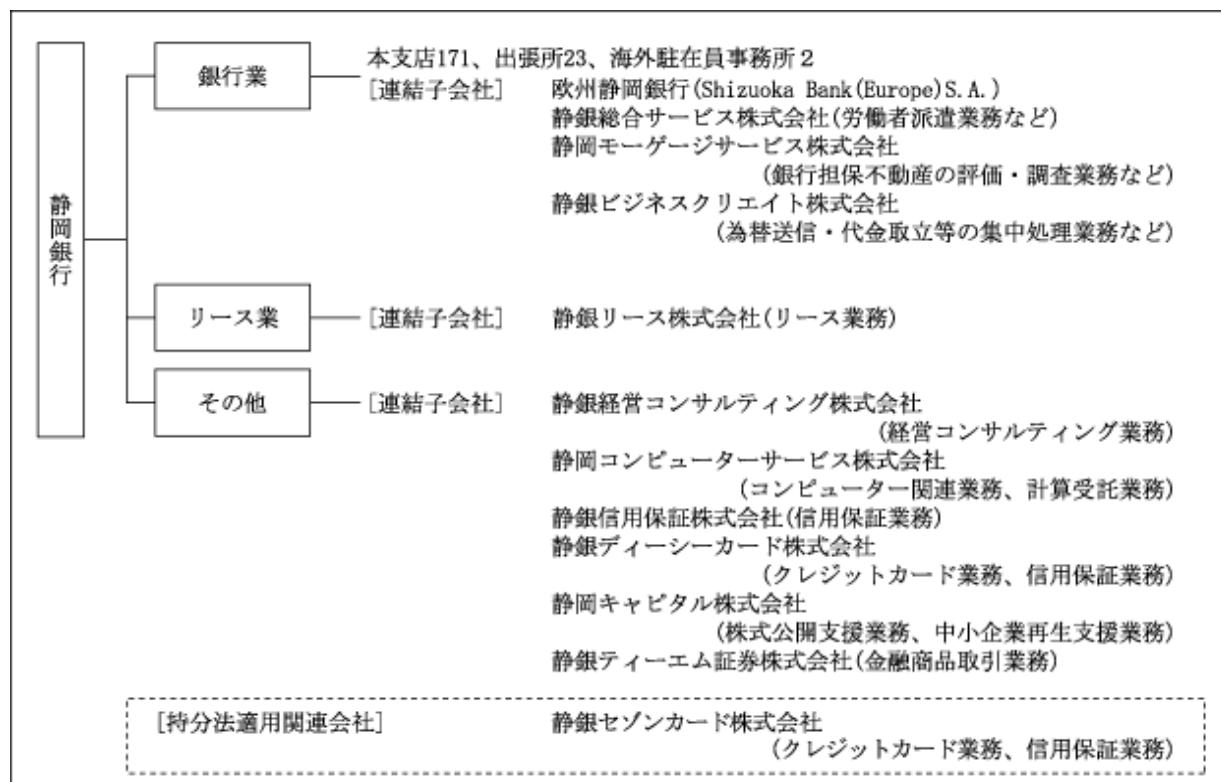 静岡銀行
銀行業
本支店171、出張所23、海外駐在員事務所2
[連結子会社] 欧州静岡銀行(Shizuoka Bank(Europe)S.A.)
静銀総合サービス株式会社(労働者派遣業務など)
静岡モーゲージサービス株式会社
(銀行担保不動産の評価・調査業務など)
静銀ビジネスクリエイト株式会社
(為替送信・代金取立等の集中処理業務など)
リース業 [連結子会社] 静銀リース株式会社(リース業務)
その他 [連結子会社] 静銀経営コンサルティング株式会社
(経営コンサルティング業務)
静岡コンピューターサービス株式会社
(コンピューター関連業務、計算受託業務)
静銀信用保証株式会社(信用保証業務)
静銀ディーシーカード株式会社
(クレジットカード業務、信用保証業務)
静岡キャピタル株式会社
(株式公開支援業務、中小企業再生支援業務)
静銀ティーエム証券株式会社(金融商品取引業務)
[持分法適用関連会社] 静銀セゾンカード株式会社
(クレジットカード業務、信用保証業務)